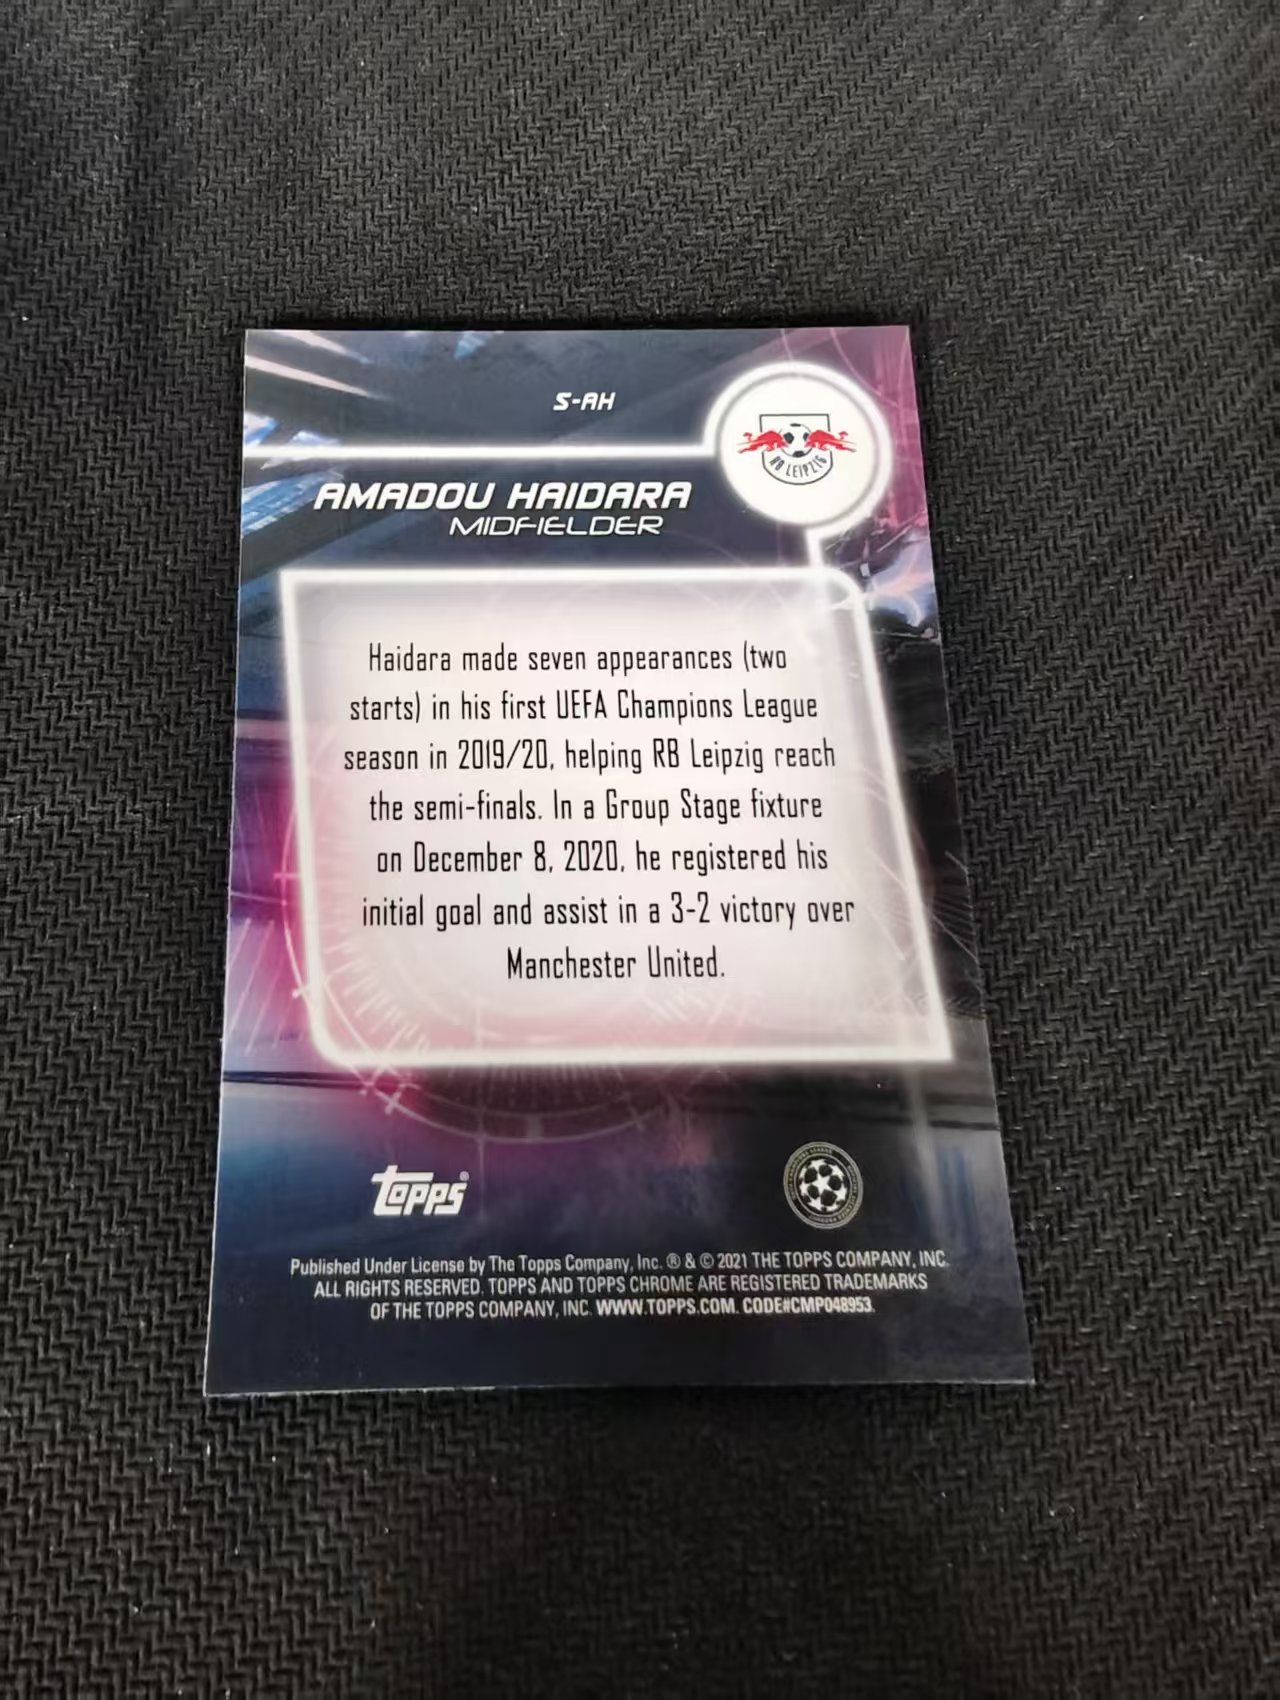 S-AH
RB LEIPZIG
AMADOU HAIDARA
MIDFIELDER
Haidara made seven appearances (two
starts) in his first UEFA Champions League
season in 2019/20, helping RB Leipzig reach
the semi-finals. In a Group Stage fixture
on December 8, 2020, he registered his
initial goal and assist in a 3-2 victory over
Manchester United.
topps®
Published Under License by The Topps Company, Inc. ® & © 2021 THE TOPPS COMPANY, INC.
ALL RIGHTS RESERVED. TOPPS AND TOPPS CHROME ARE REGISTERED TRADEMARKS
OF THE TOPPS COMPANY, INC. WWW.TOPPS.COM. CODE#CMP048953.